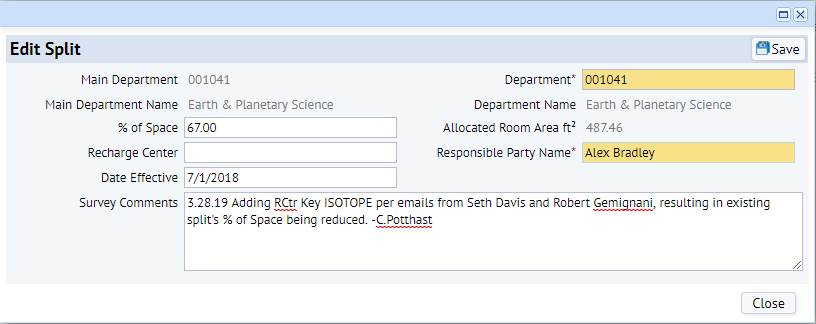 Edit Split
Save
Main Department 001041 Department* 001041
Main Department Name Earth & Planetary Science Department Name Earth & Planetary Science
% of Space 67.00 Allocated Room Area ft² 487.46
Recharge Center Responsible Party Name* Alex Bradley
Date Effective 7/1/2018
Survey Comments 3.28.19 Adding RCtr Key ISOTOPE per emails from Seth Davis and Robert Gemignani, resulting in existing
split's % of Space being reduced. -C.Potthast
Close